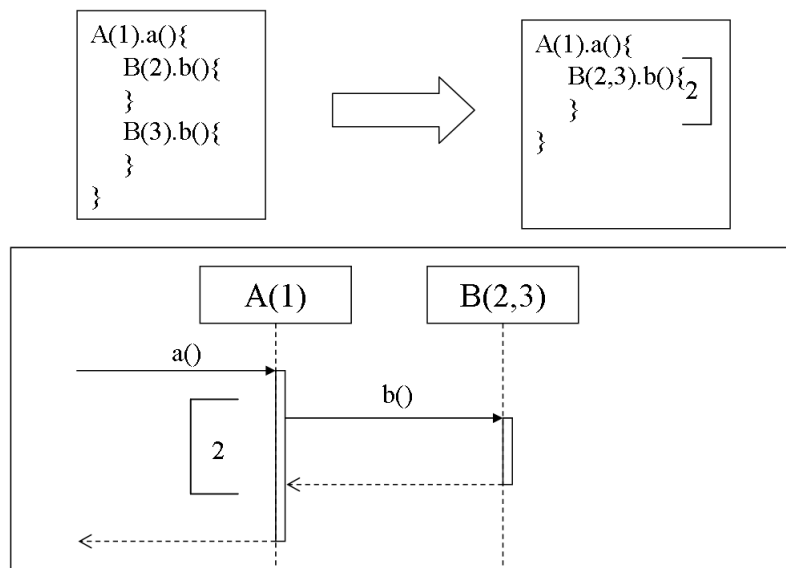 A(1).a(){
B(2).b(){
}
B(3).b(){
}
}
A(1).a(){
B(2,3).b(){ 2
}
}
A(1) B(2,3)
a()
b()
2